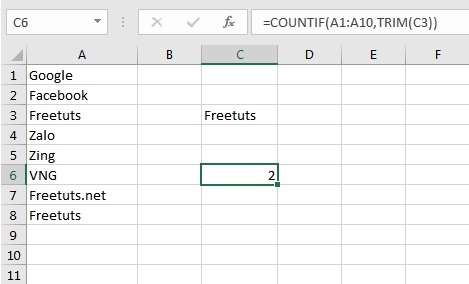 C6 fx =COUNTIF(A1:A10,TRIM(C3))
A B C D E F
1 Google
2 Facebook
3 Freetuts Freetuts
4 Zalo
5 Zing
6 VNG 2
7 Freetuts.net
8 Freetuts
9
10
11